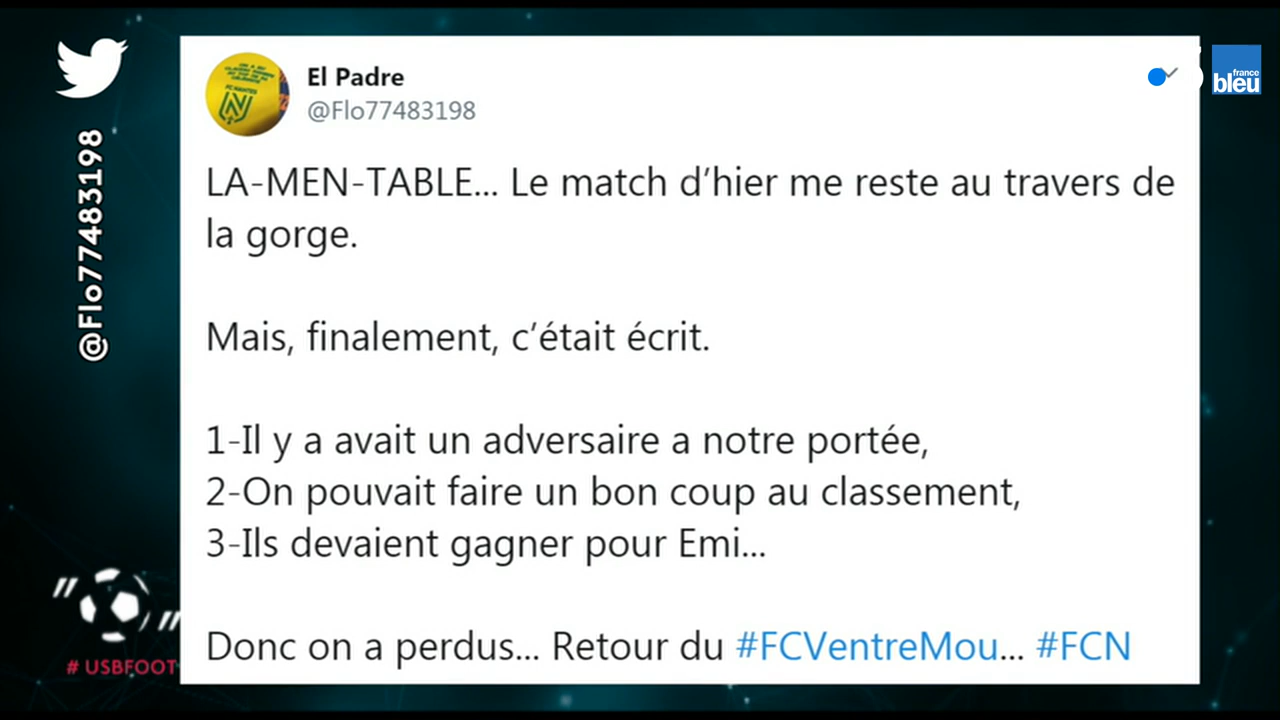 El Padre
@Flo77483198
france
bleu
@Flo77483198
LA-MEN-TABLE... Le match d’hier me reste au travers de
la gorge.
Mais, finalement, c’était écrit.
1-Il y a avait un adversaire a notre portée,
2-On pouvait faire un bon coup au classement,
3-Ils devaient gagner pour Emi...
Donc on a perdus... Retour du #FCVentreMou... #FCN
# USBFOOT